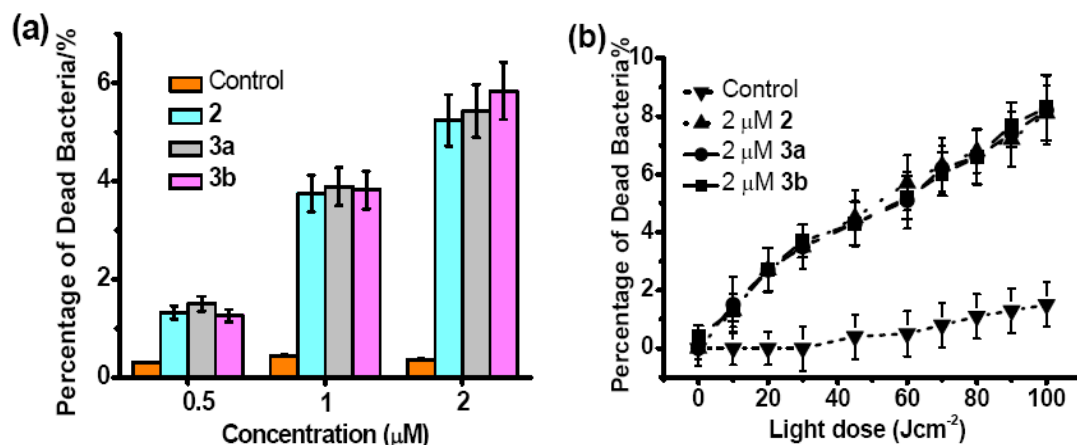 (a)
Percentage of Dead Bacteria/%
6
4
2
0
Control
2
3a
3b
0.5 1 2
Concentration (µM)
(b)
Percentage of Dead Bacteria%
10
8
6
4
2
0
Control
2 µM 2
2 µM 3a
2 µM 3b
0 20 40 60 80 100
Light dose (Jcm-2)